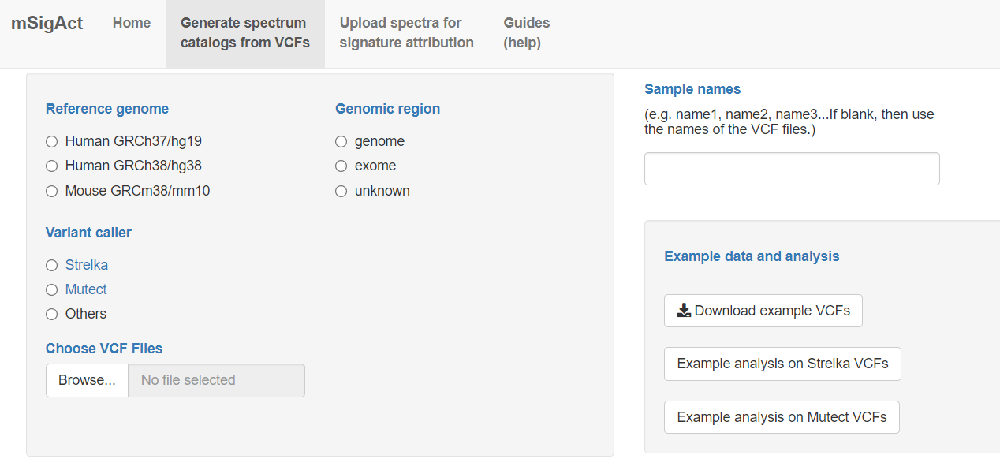 mSigAct
Home
Generate spectrum
catalogs from VCFs
Upload spectra for
signature attribution
Guides
(help)
Reference genome
Human GRCh37/hg19
Human GRCh38/hg38
Mouse GRCm38/mm10
Genomic region
genome
exome
unknown
Variant caller
Strelka
Mutect
Others
Choose VCF Files
Browse...
No file selected
Sample names
(e.g. name1, name2, name3...If blank, then use
the names of the VCF files.)
Example data and analysis
Download example VCFs
Example analysis on Strelka VCFs
Example analysis on Mutect VCFs